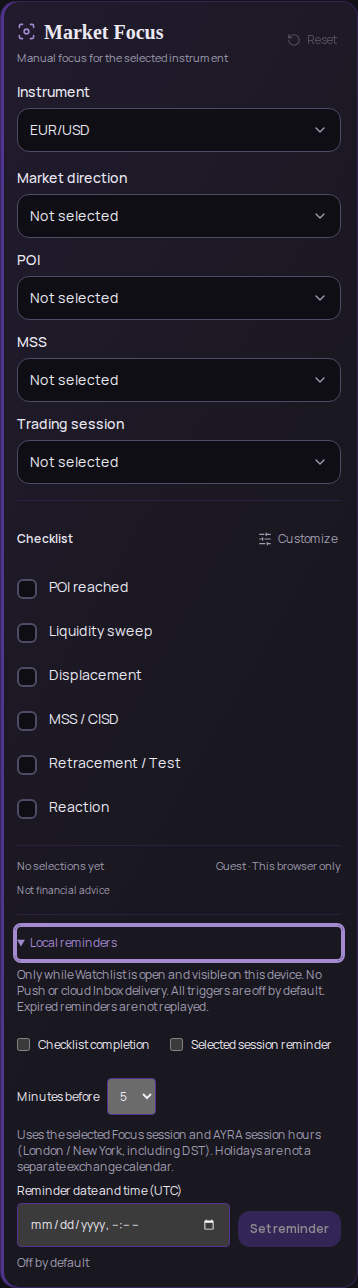 Market Focus
Reset
Manual focus for the selected instrument
Instrument
EUR/USD
Market direction
Not selected
POI
Not selected
MSS
Not selected
Trading session
Not selected
Checklist
Customize
POI reached
Liquidity sweep
Displacement
MSS / CISD
Retracement / Test
Reaction
No selections yet
Guest · This browser only
Not financial advice
▼ Local reminders
Only while Watchlist is open and visible on this device. No
Push or cloud Inbox delivery. All triggers are off by default.
Expired reminders are not replayed.
Checklist completion
Selected session reminder
Minutes before
5
Uses the selected Focus session and AYRA session hours
(London / New York, including DST). Holidays are not a
separate exchange calendar.
Reminder date and time (UTC)
mm/dd/yyyy, --:-- --
Set reminder
Off by default